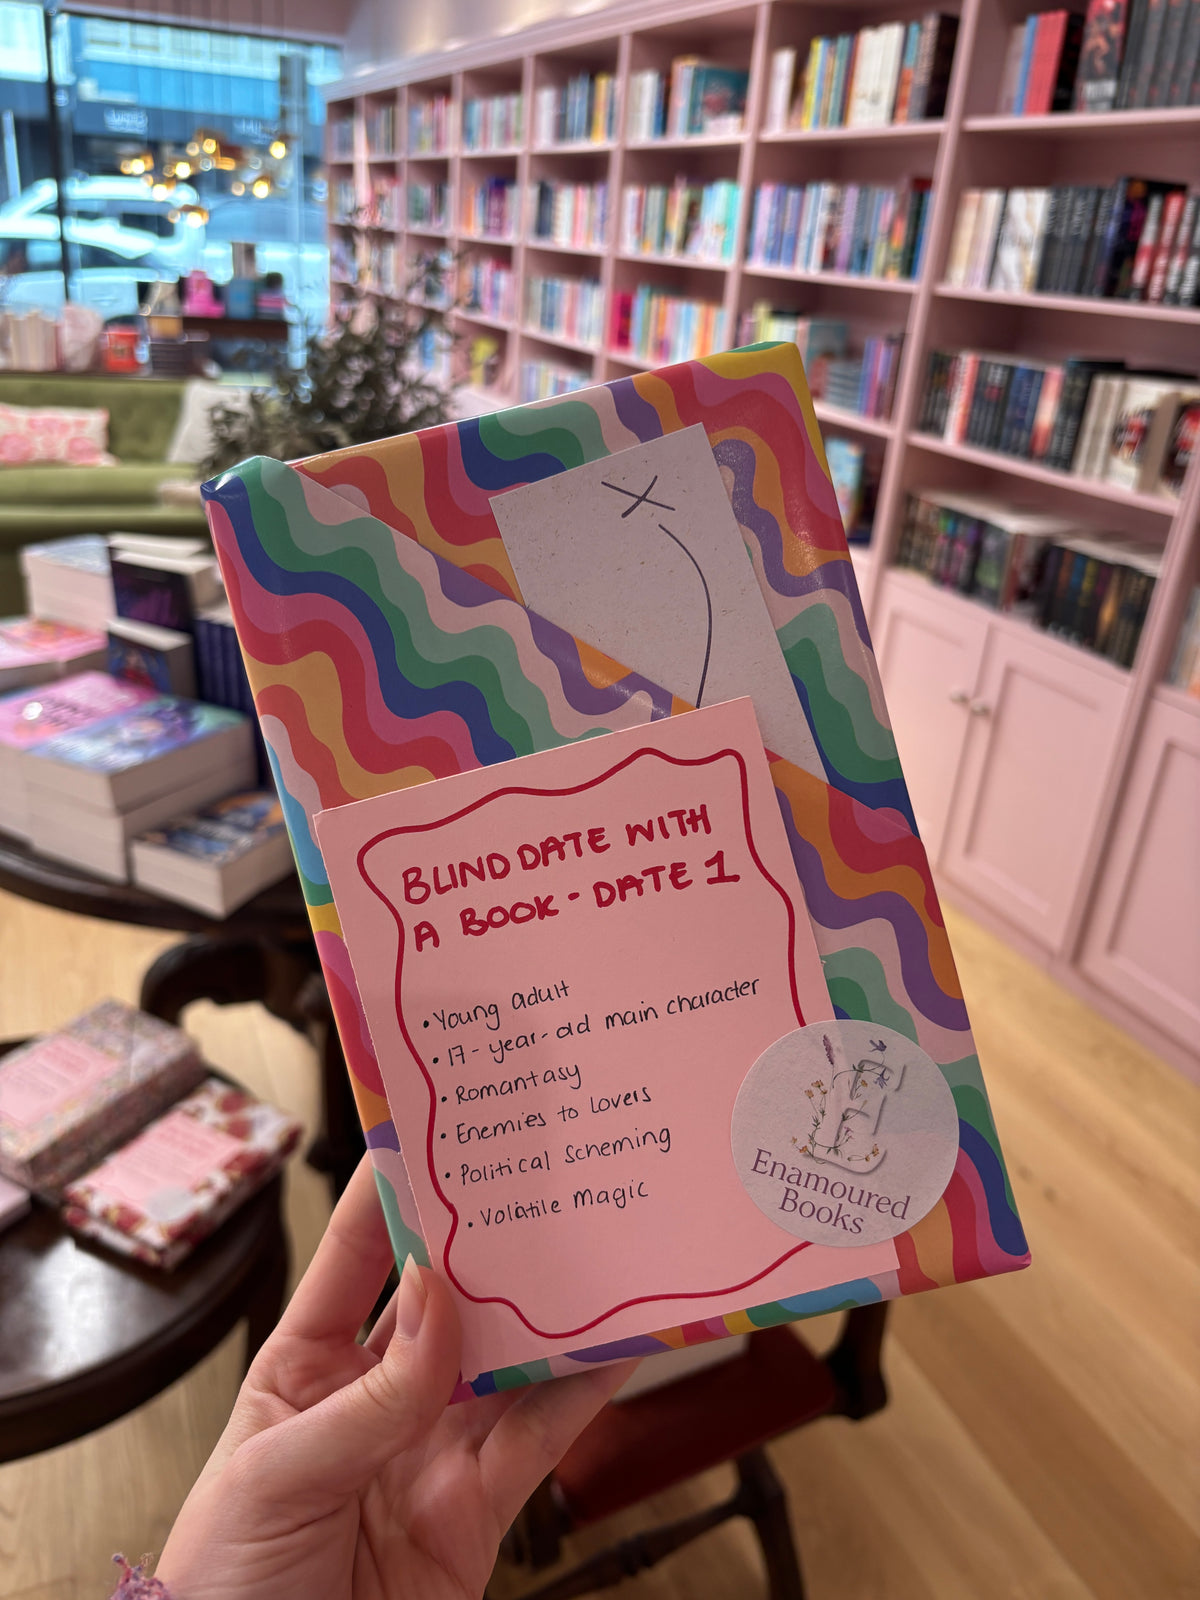 BLIND DATE WITH
A BOOK - DATE 1
• Young adult
• 17-year-old main character
• Romantasy
• Enemies to lovers
• Political scheming
• Volatile magic
E
Enamoured
Books